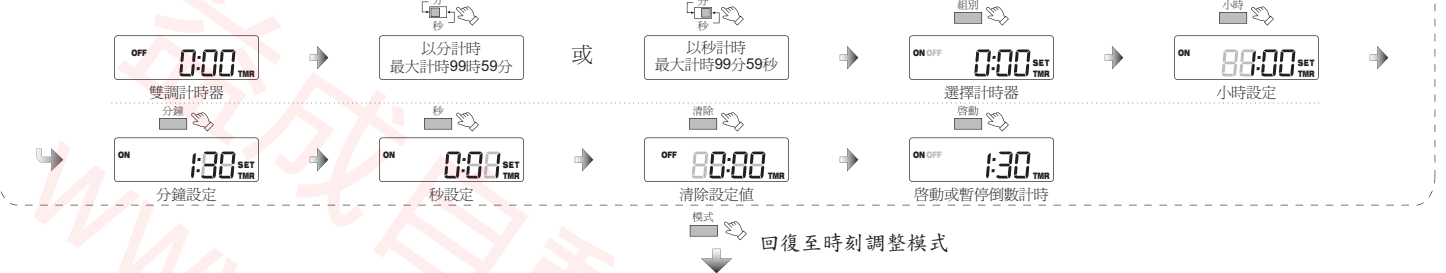 分
秒
分
秒
組別
小時
OFF 0:00 TMR
以分計時
最大計時99時59分
或
以秒計時
最大計時99分59秒
ON OFF 0:00 SET TMR
ON 88:00 SET TMR
雙調計時器
選擇計時器
小時設定
分鐘
秒
清除
啓動
ON 1:30 SET TMR
ON 0:01 SET TMR
OFF 0:00 TMR
ON OFF 1:30 TMR
分鐘設定
秒設定
清除設定值
啓動或暫停倒數計時
模式
回復至時刻調整模式